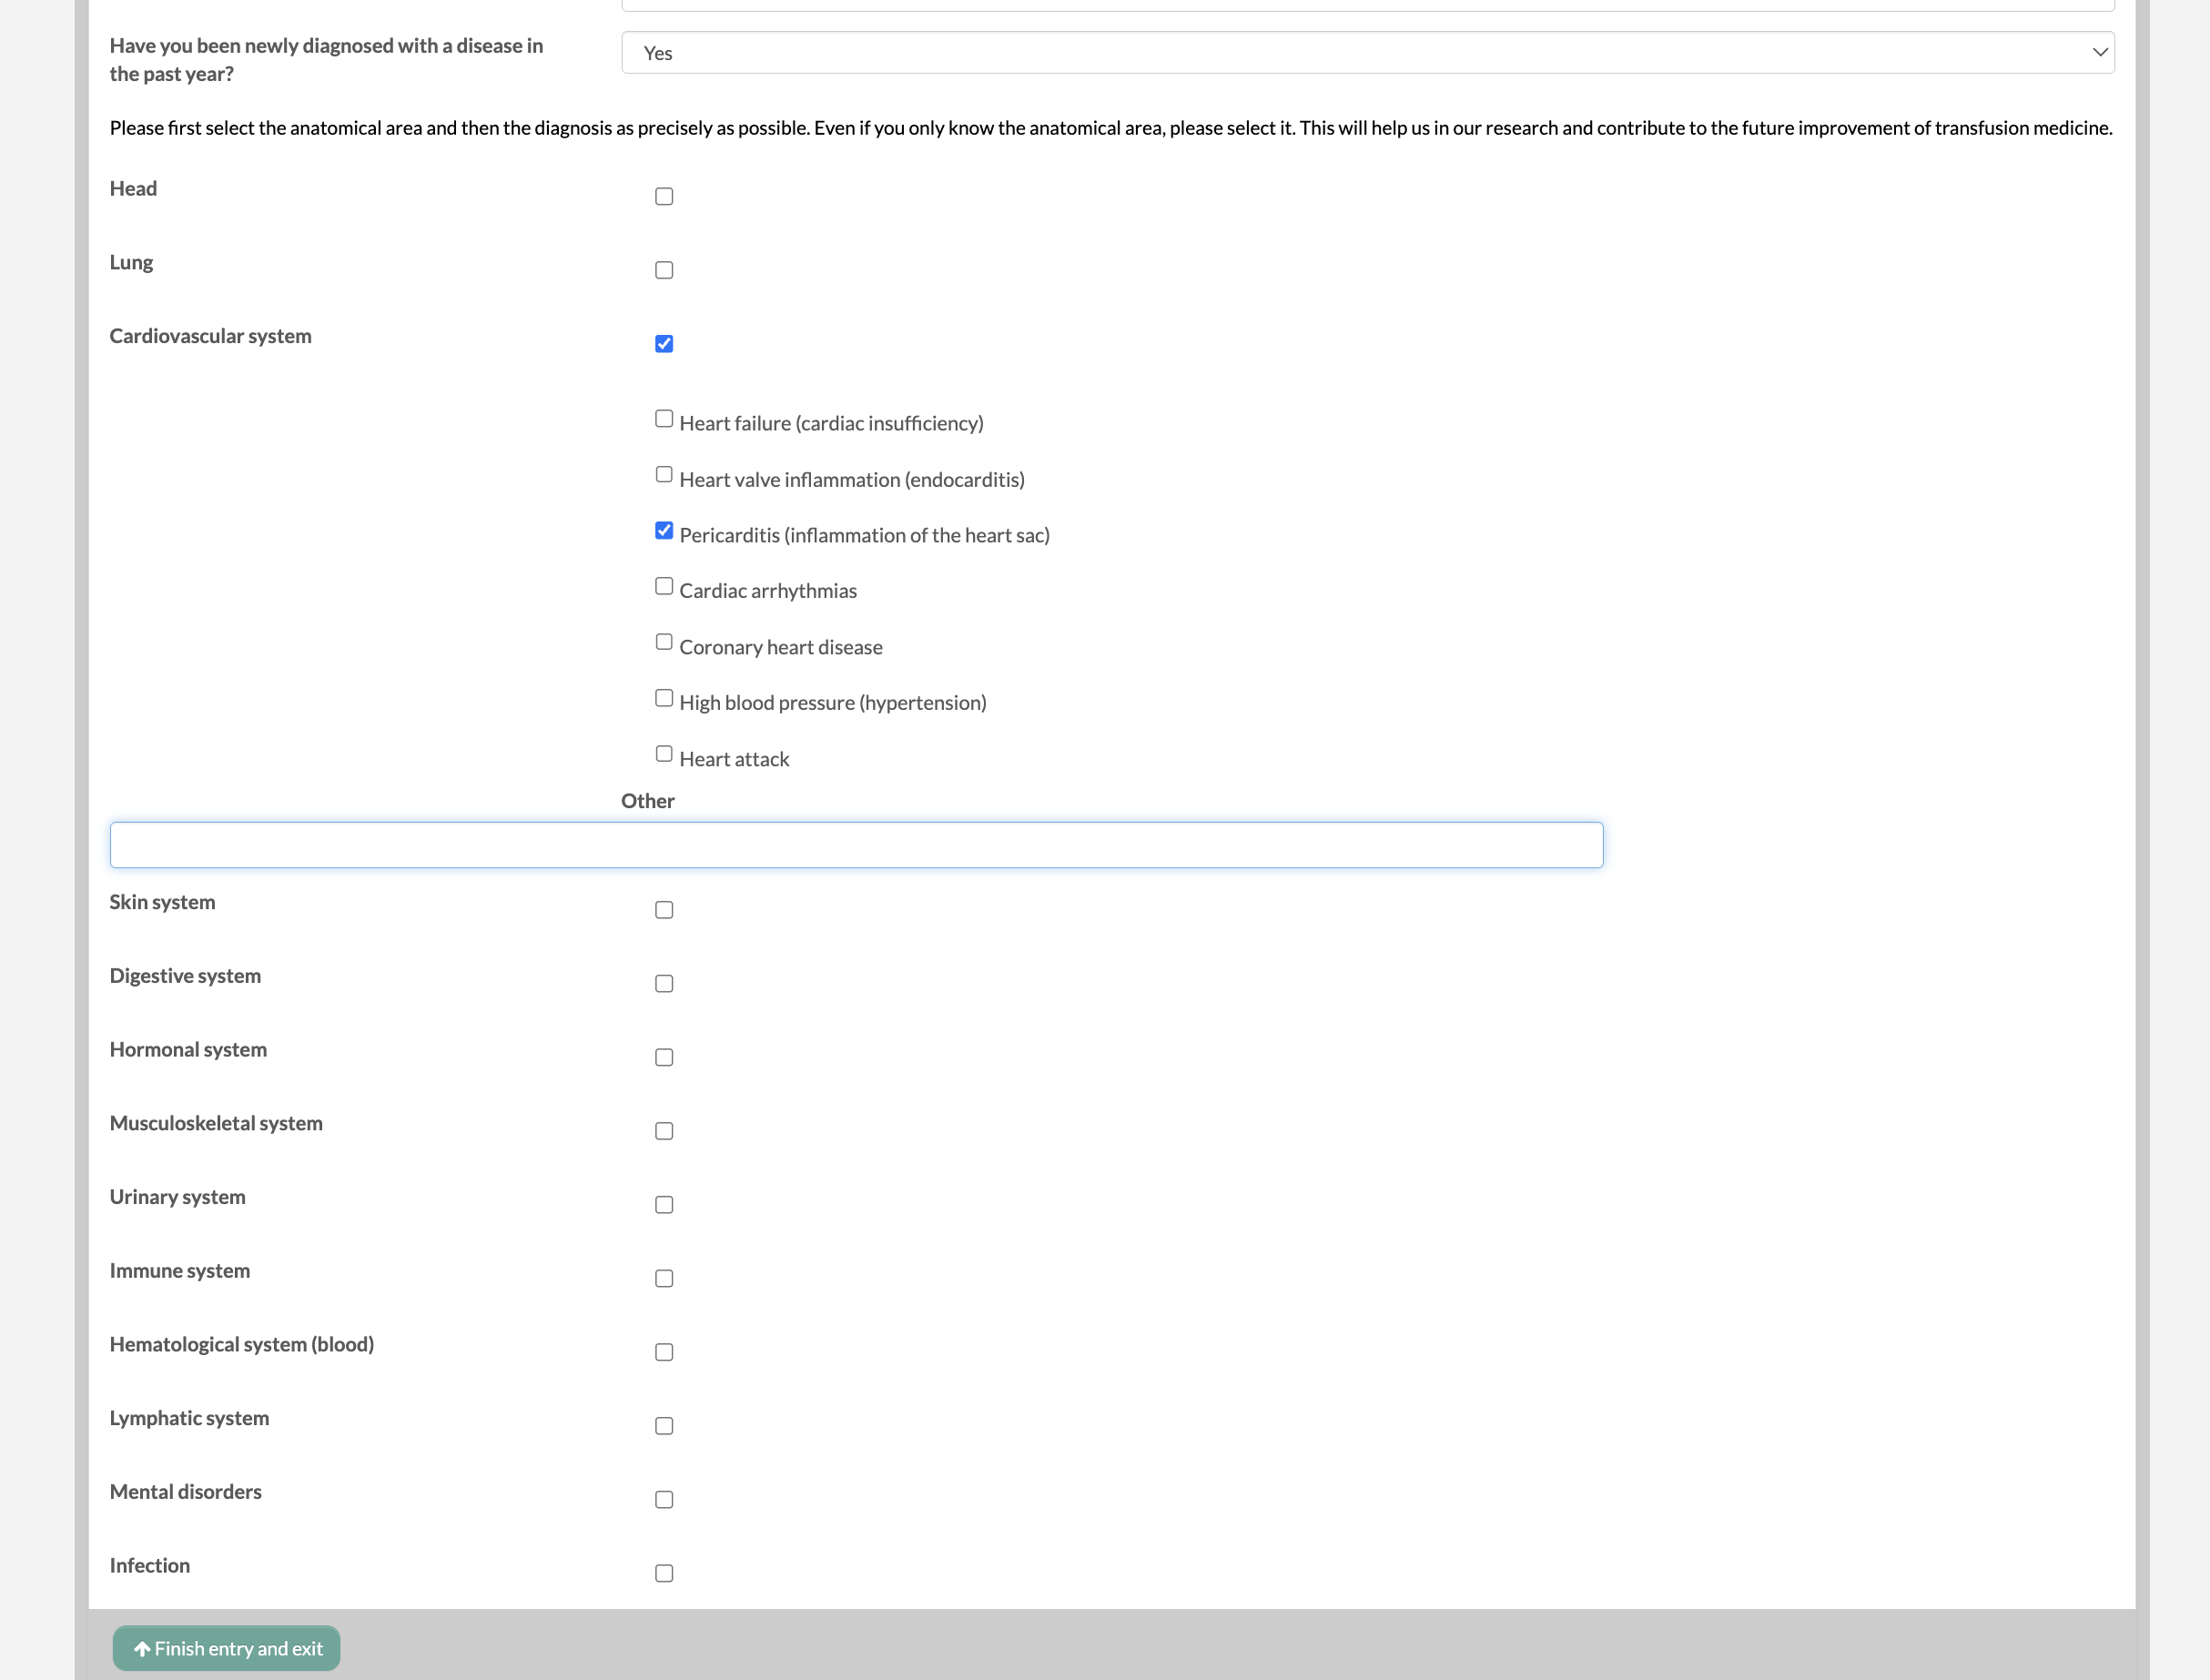 Have you been newly diagnosed with a disease in
the past year?
Yes
Please first select the anatomical area and then the diagnosis as precisely as possible. Even if you only know the anatomical area, please select it. This will help us in our research and contribute to the future improvement of transfusion medicine.
Head
Lung
Cardiovascular system
Heart failure (cardiac insufficiency)
Heart valve inflammation (endocarditis)
Pericarditis (inflammation of the heart sac)
Cardiac arrhythmias
Coronary heart disease
High blood pressure (hypertension)
Heart attack
Other
Skin system
Digestive system
Hormonal system
Musculoskeletal system
Urinary system
Immune system
Hematological system (blood)
Lymphatic system
Mental disorders
Infection
Finish entry and exit